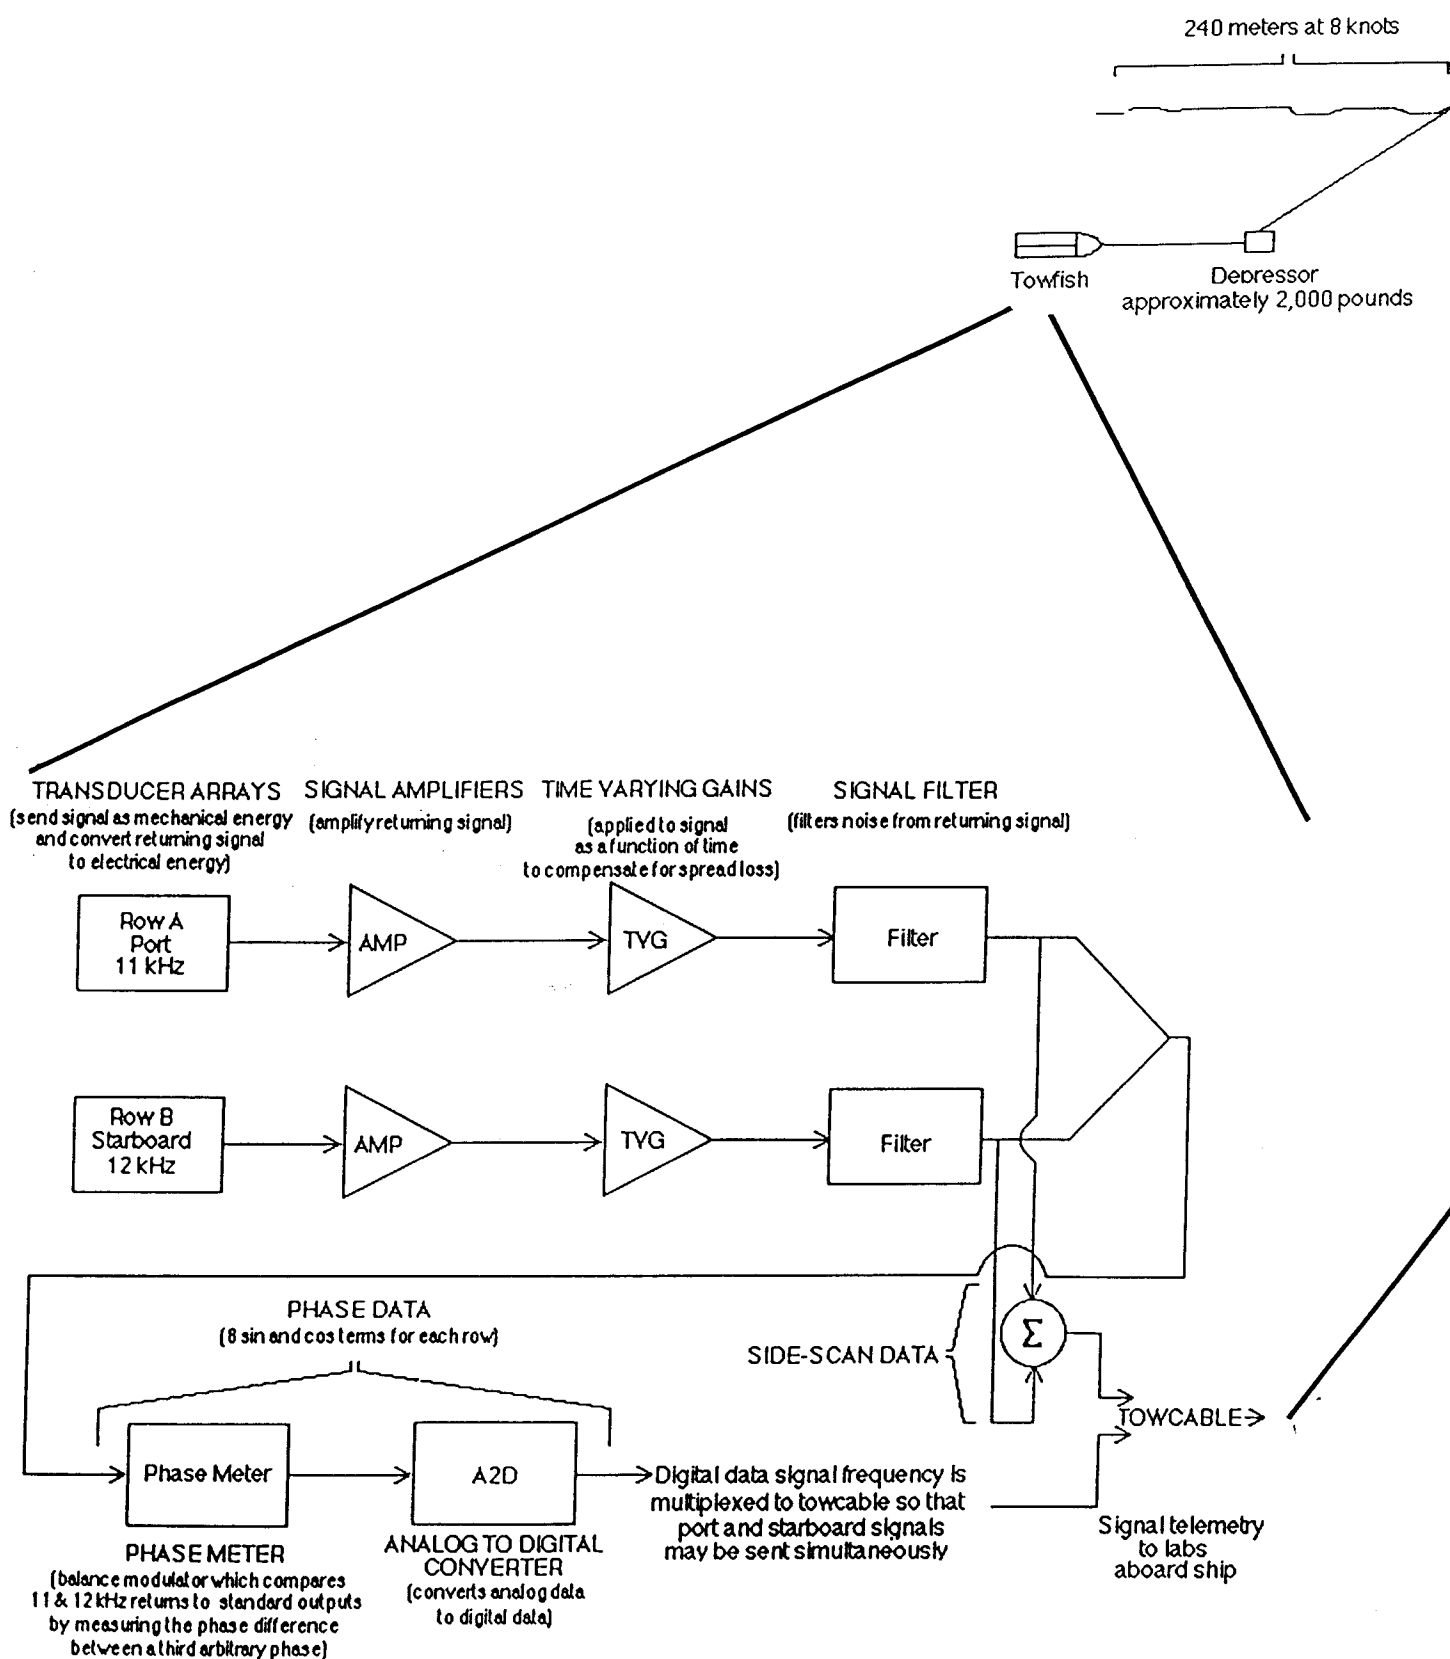 240 meters at 8 knots
Towfish
Depressor
approximately 2,000 pounds
TRANSDUCER ARRAYS
(send signal as mechanical energy
and convert returning signal
to electrical energy)
SIGNAL AMPLIFIERS
(amplify returning signal)
TIME VARYING GAINS
(applied to signal
as a function of time
to compensate for spread loss)
SIGNAL FILTER
(filters noise from returning signal)
Row A
Port
11 kHz
AMP
TVG
Filter
Row B
Starboard
12 kHz
AMP
TVG
Filter
PHASE DATA
(8 sin and cos terms for each row)
SIDE-SCAN DATA
Σ
TOWCABLE
Phase Meter
A2D
Digital data signal frequency is
multiplexed to towcable so that
port and starboard signals
may be sent simultaneously
Signal telemetry
to labs
aboard ship
PHASE METER
(balance modulator which compares
11 & 12 kHz returns to standard outputs
by measuring the phase difference
between a third arbitrary phase)
ANALOG TO DIGITAL
CONVERTER
(converts analog data
to digital data)